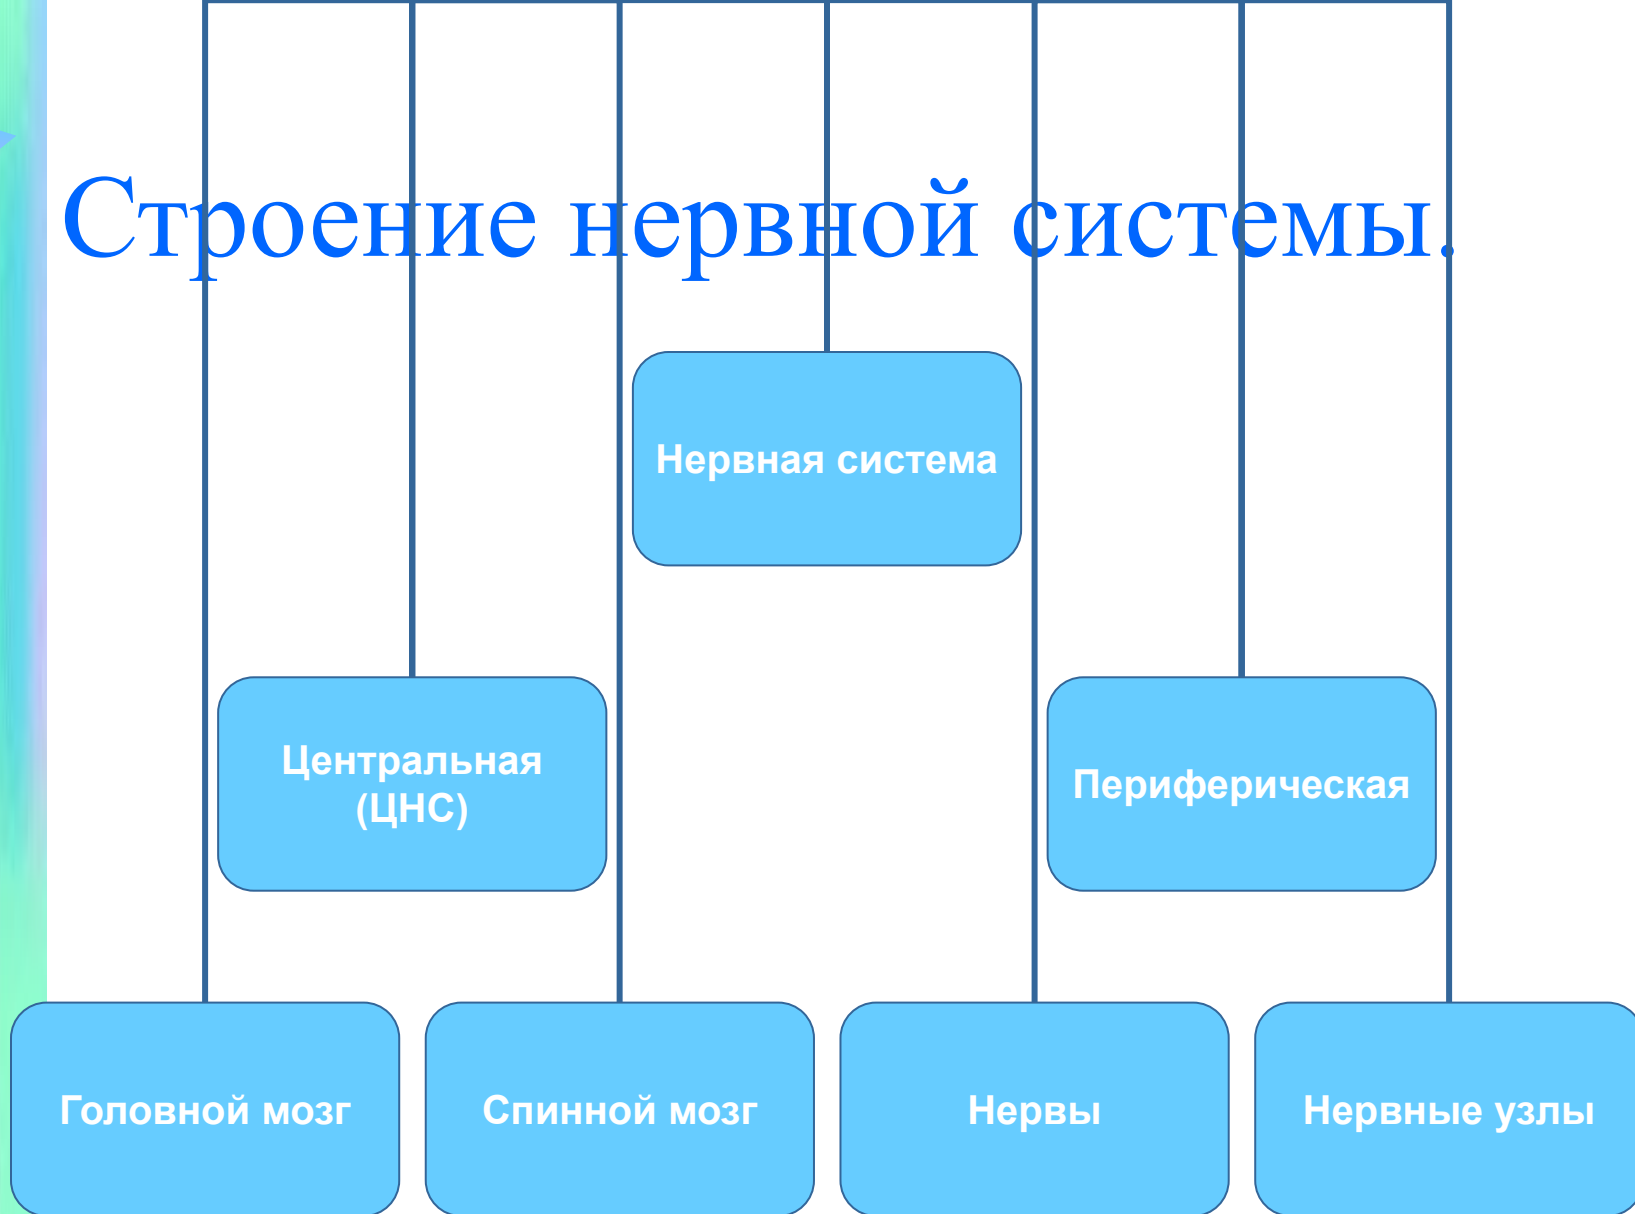 Строение нервной системы.
Нервная система
Центральная
(ЦНС)
Периферическая
Головной мозг
Спинной мозг
Нервы
Нервные узлы